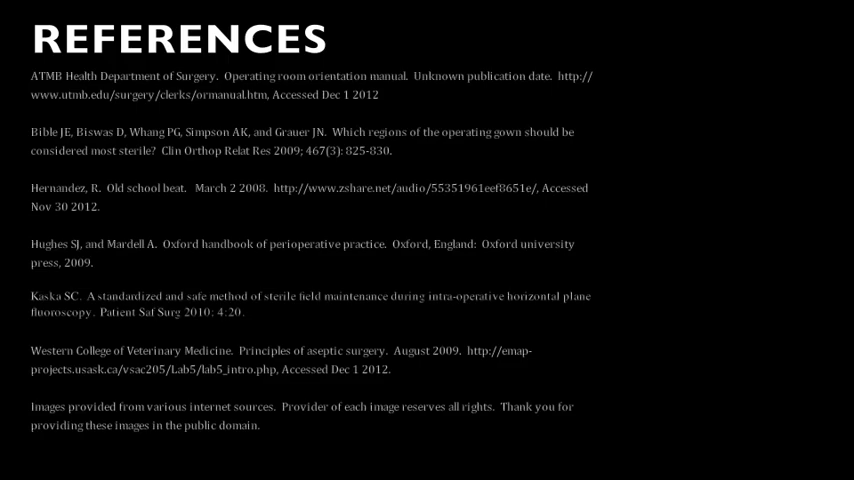 REFERENCES
ATMB Health Department of Surgery. Operating room orientation manual. Unknown publication date. http://
www.utmb.edu/surgery/clerks/ormanual.htm, Accessed Dec 1 2012
Bible JE, Biswas D, Whang PG, Simpson AK, and Grauer JN. Which regions of the operating gown should be
considered most sterile? Clin Orthop Relat Res 2009; 467(3): 825-830.
Hernandez, R. Old school beat. March 2 2008. http://www.zshare.net/audio/55351961eef8651e/, Accessed
Nov 30 2012.
Hughes SJ, and Mardell A. Oxford handbook of perioperative practice. Oxford, England: Oxford university
press, 2009.
Kaska SC. A standardized and safe method of sterile field maintenance during intra-operative horizontal plane
fluoroscopy. Patient Saf Surg 2010; 4:20.
Western College of Veterinary Medicine. Principles of aseptic surgery. August 2009. http://emap-
projects.usask.ca/vsac205/Lab5/lab5_intro.php, Accessed Dec 1 2012.
Images provided from various internet sources. Provider of each image reserves all rights. Thank you for
providing these images in the public domain.